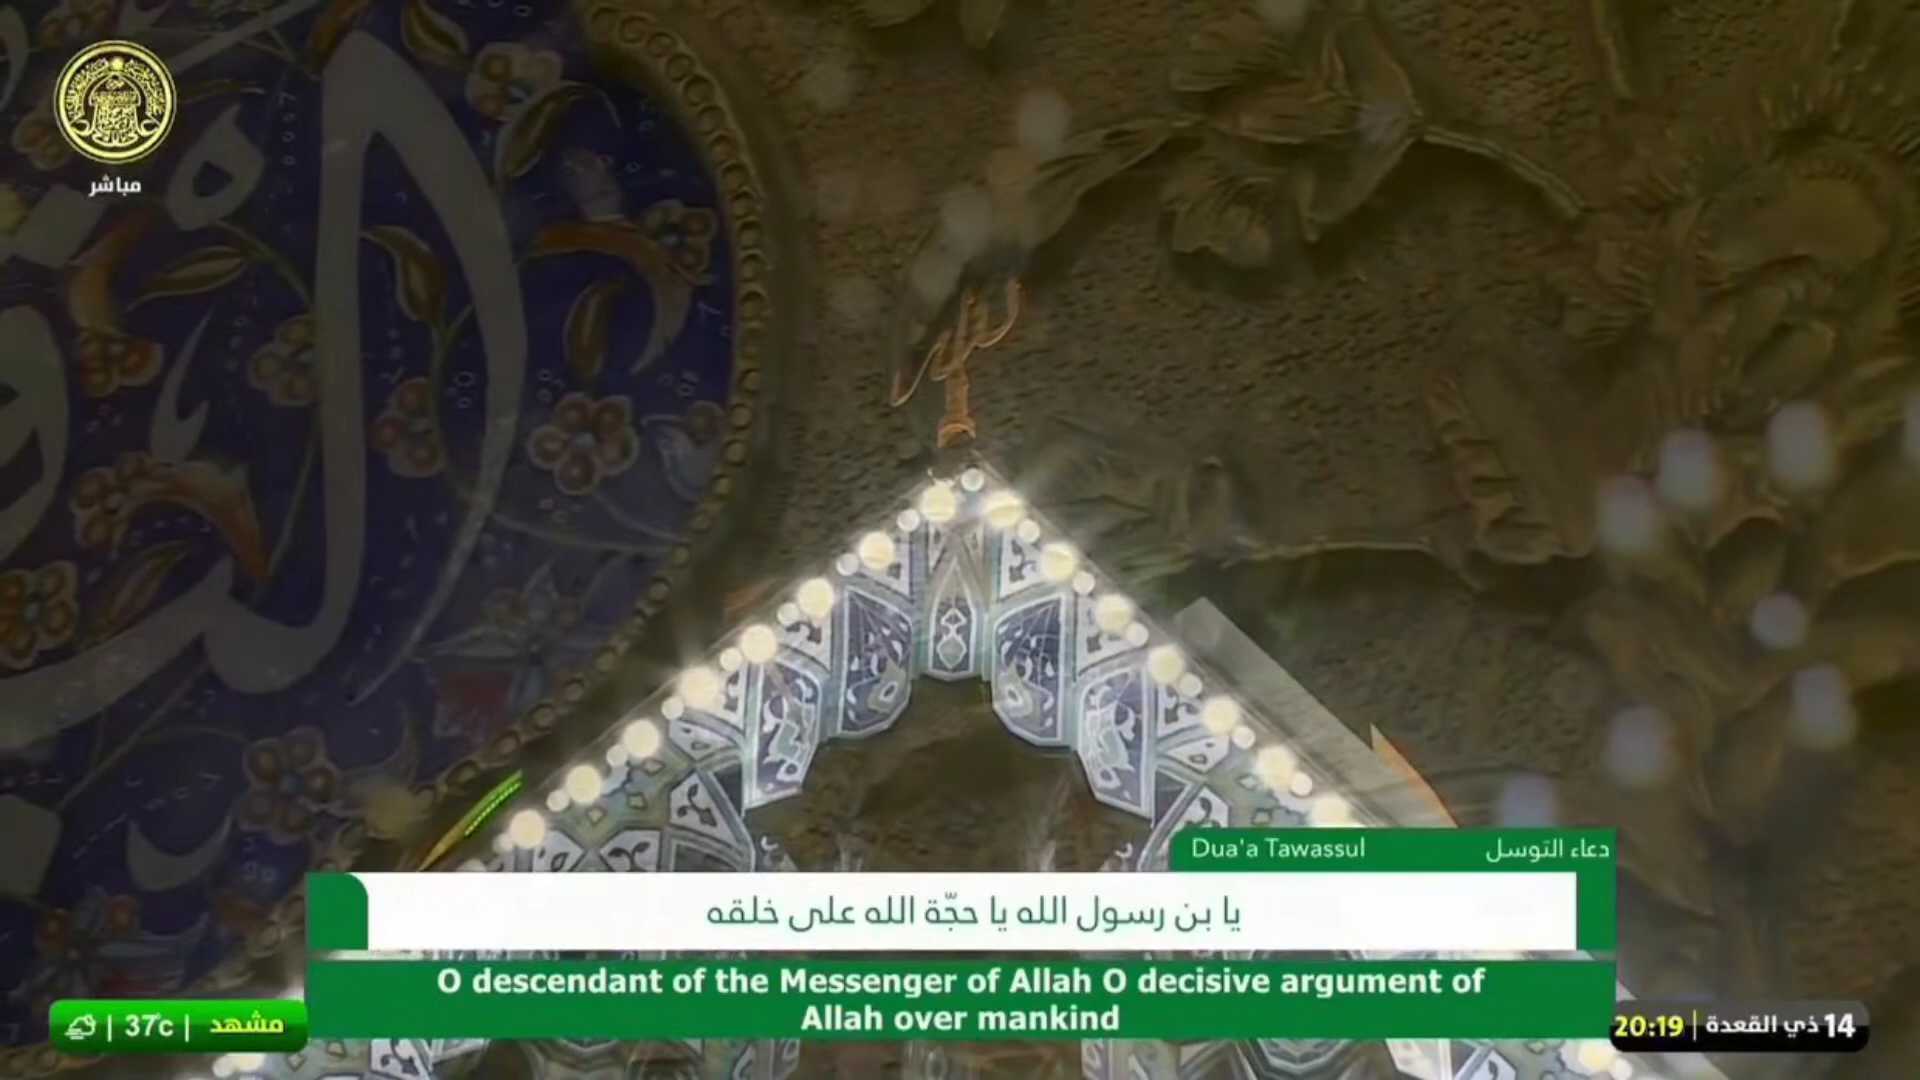 مباشر
Dua'a Tawassul
دعاء التوسل
يا بن رسول الله يا حجّة الله على خلقه
O descendant of the Messenger of Allah O decisive argument of
Allah over mankind
مشهد | 37c |
14 ذي القعدة | 20:19